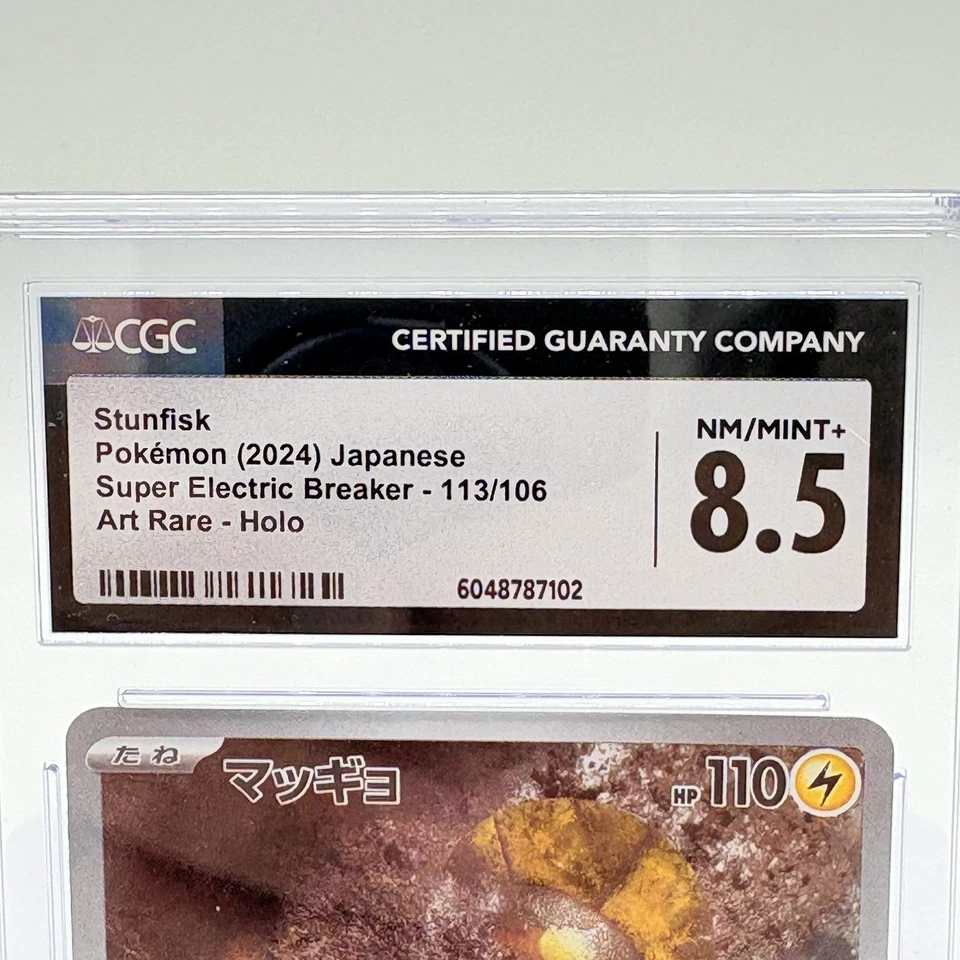 CGC
CERTIFIED GUARANTY COMPANY
Stunfisk
Pokémon (2024) Japanese
Super Electric Breaker - 113/106
Art Rare - Holo
6048787102
NM/MINT+
8.5
たね
マッギョ
HP 110